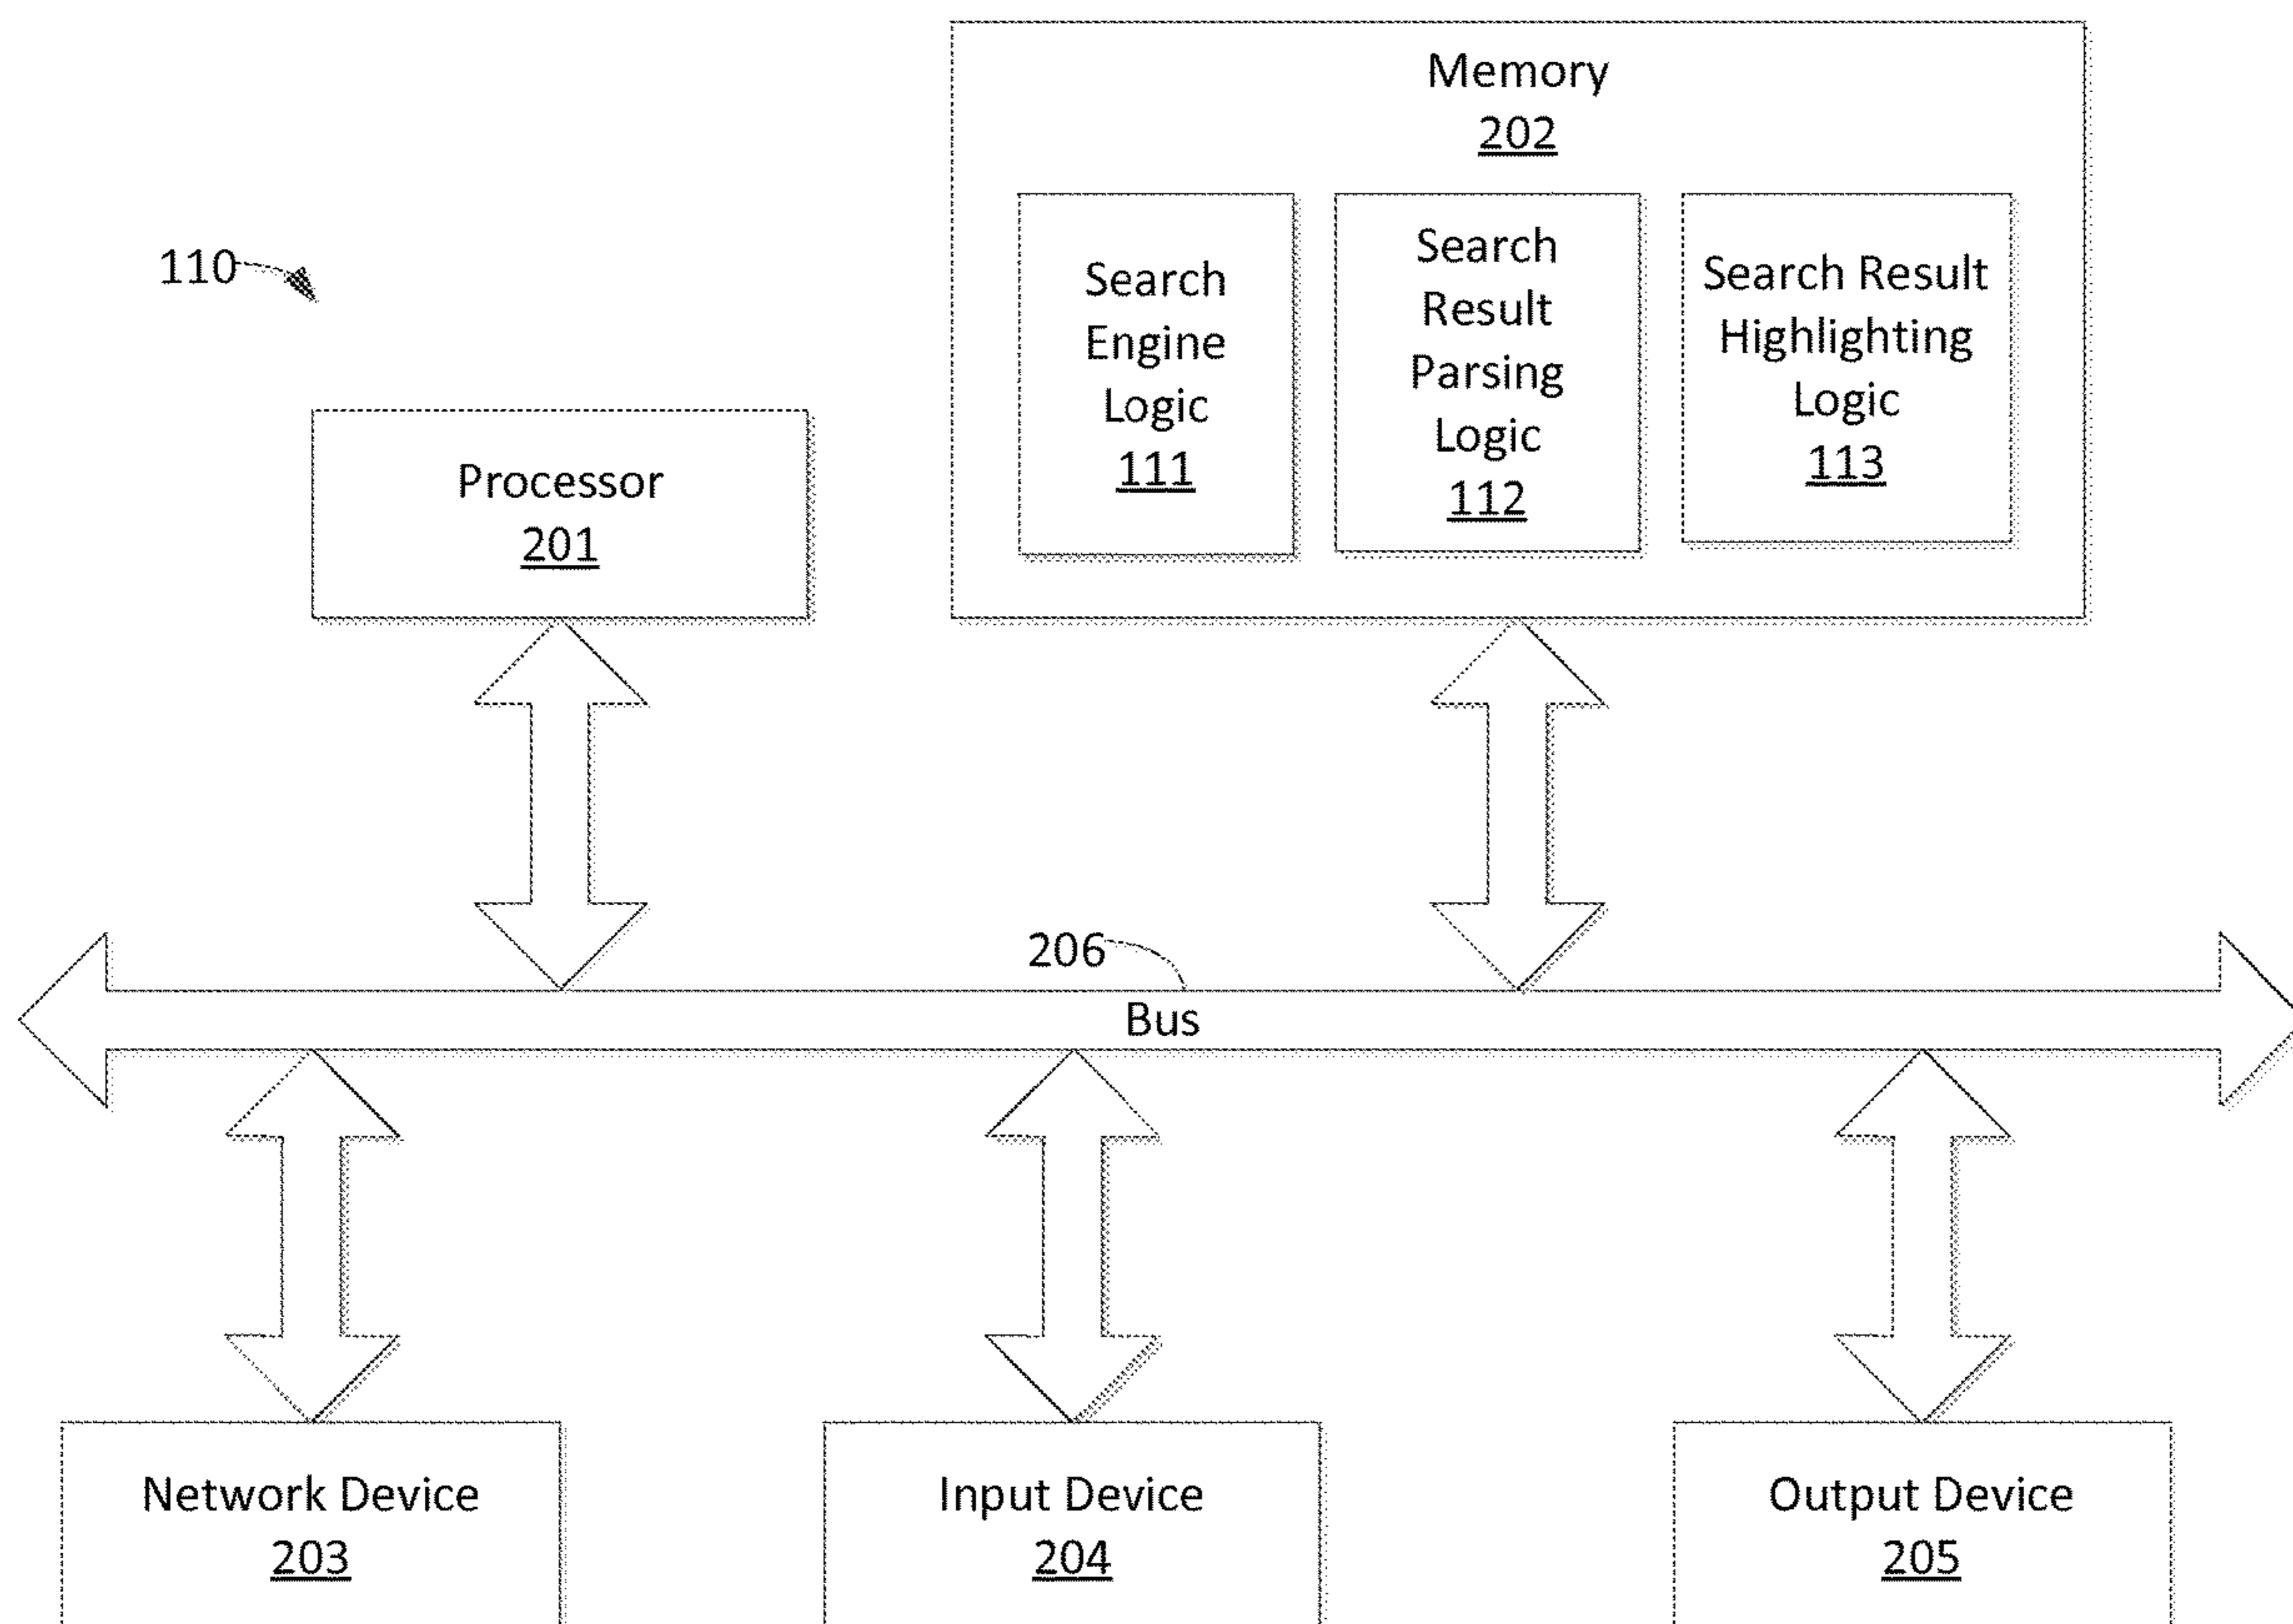 Memory
202
110
Search
Engine
Logic
111
Search
Result
Parsing
Logic
112
Search Result
Highlighting
Logic
113
Processor
201
206
Bus
Network Device
203
Input Device
204
Output Device
205